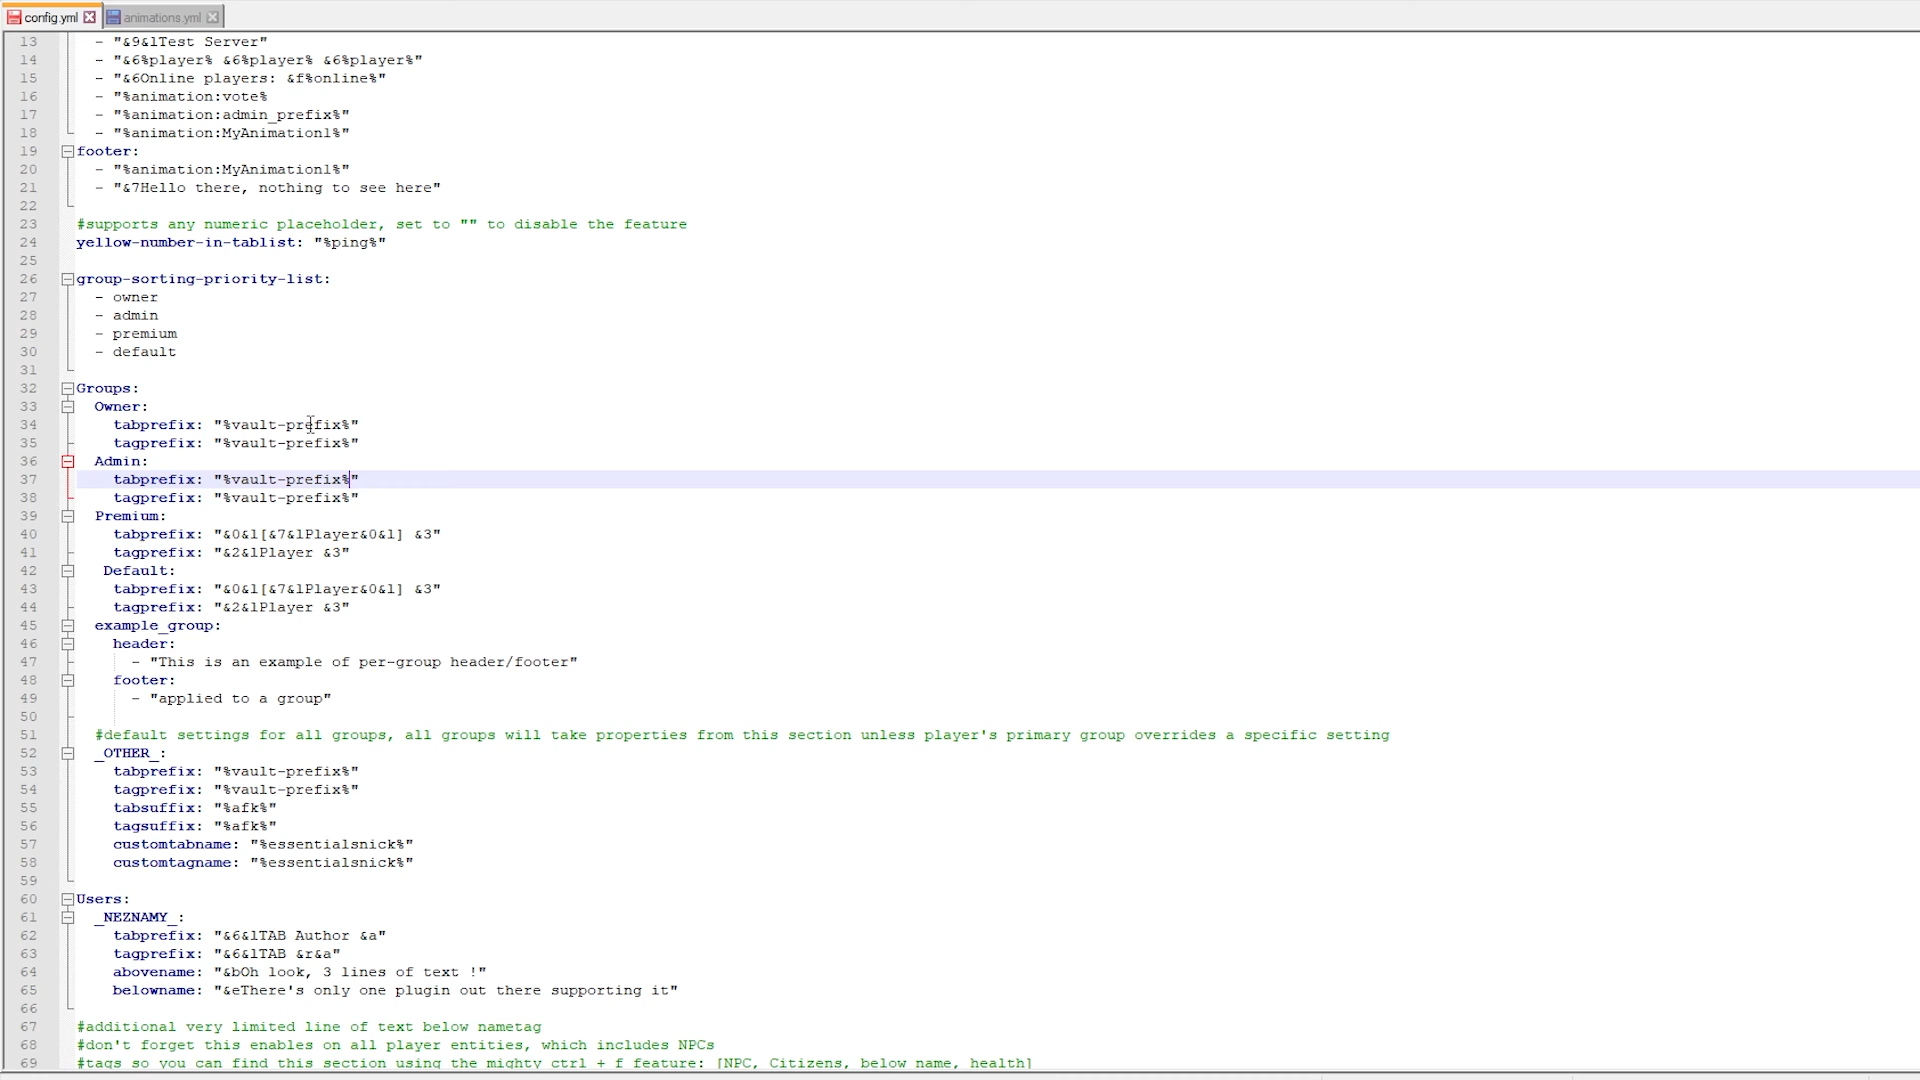 config.yml animations.yml
13 - "&9&lTest Server"
14 - "&6%player% &6%player% &6%player%"
15 - "&6Online players: &f%online%"
16 - "%animation:vote%
17 - "%animation:admin_prefix%"
18 - "%animation:MyAnimation1%"
19 footer:
20 - "%animation:MyAnimation1%"
21 - "&7Hello there, nothing to see here"
22
23 #supports any numeric placeholder, set to "" to disable the feature
24 yellow-number-in-tablist: "%ping%"
25
26 group-sorting-priority-list:
27 - owner
28 - admin
29 - premium
30 - default
31
32 Groups:
33 Owner:
34 tabprefix: "%vault-prefix%"
35 tagprefix: "%vault-prefix%"
36 Admin:
37 tabprefix: "%vault-prefix%"
38 tagprefix: "%vault-prefix%"
39 Premium:
40 tabprefix: "&0&l[&7&lPlayer&0&l] &3"
41 tagprefix: "&2&lPlayer &3"
42 Default:
43 tabprefix: "&0&l[&7&lPlayer&0&l] &3"
44 tagprefix: "&2&lPlayer &3"
45 example_group:
46 header:
47 - "This is an example of per-group header/footer"
48 footer:
49 - "applied to a group"
50
51 #default settings for all groups, all groups will take properties from this section unless player's primary group overrides a specific setting
52 _OTHER_:
53 tabprefix: "%vault-prefix%"
54 tagprefix: "%vault-prefix%"
55 tabsuffix: "%afk%"
56 tagsuffix: "%afk%"
57 customtabname: "%essentialsnick%"
58 customtagname: "%essentialsnick%"
59
60 Users:
61 _NEZNAMY_:
62 tabprefix: "&6&lTAB Author &a"
63 tagprefix: "&6&lTAB &r&a"
64 abovename: "&bOh look, 3 lines of text !"
65 belowname: "&eThere's only one plugin out there supporting it"
66
67 #additional very limited line of text below nametag
68 #don't forget this enables on all player entities, which includes NPCs
69 #tags so you can find this section using the mighty ctrl + f feature: [NPC, Citizens, below name, health]